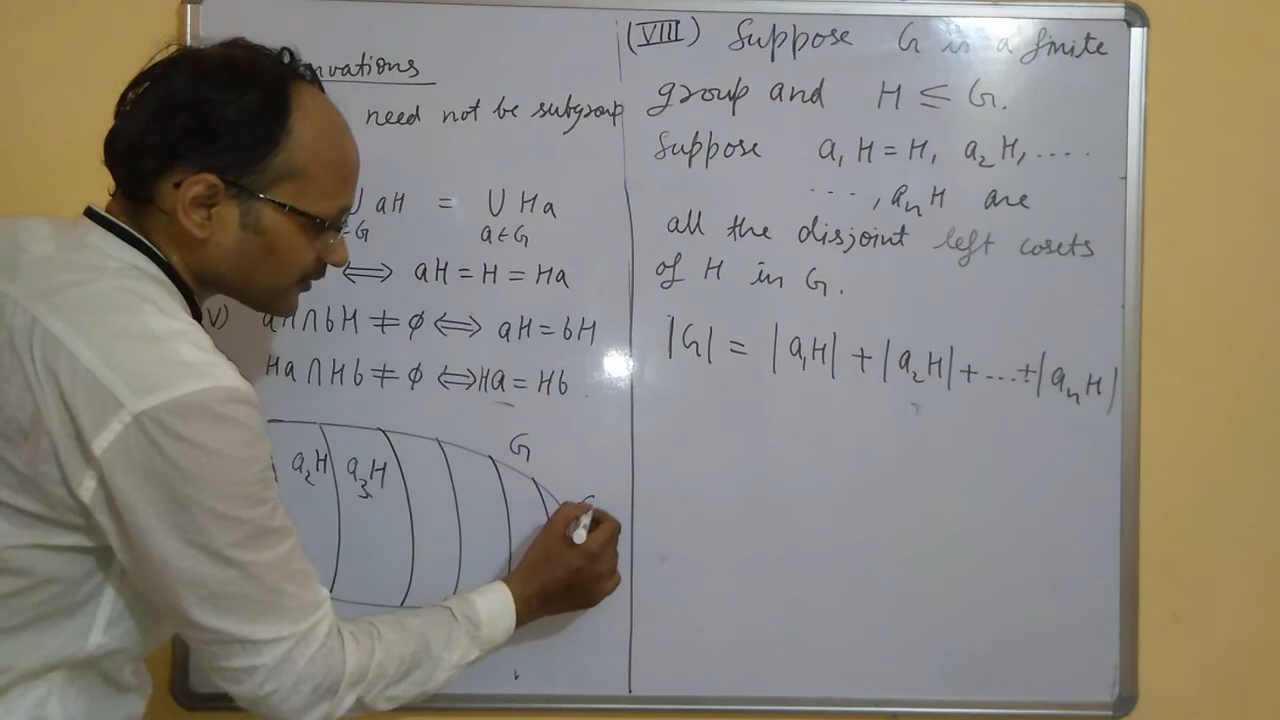 nvations
need not be subgroup
∪ aH = ∪ Ha
∈G a∈G
⟺ aH = H = Ha
V) aH∩bH ≠ φ ⟺ aH = bH
Ha∩Hb ≠ φ ⟺ Ha = Hb
G
a₂H a₃H
(VIII) Suppose G is a finite
group and H ≤ G.
Suppose a₁H = H, a₂H, ....
...., aₙH are
all the disjoint left cosets
of H in G.
|G| = |a₁H| + |a₂H| + ... + |aₙH|